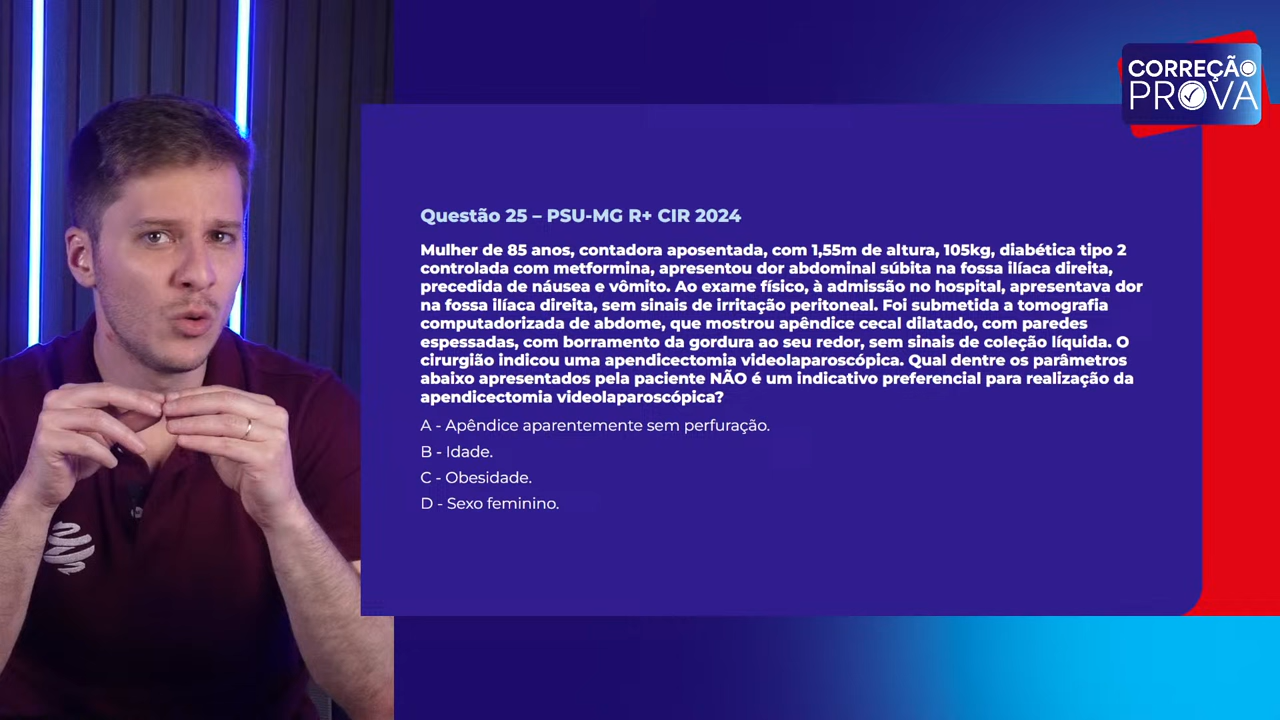 CORREÇÃO
PROVA
Questão 25 – PSU-MG R+ CIR 2024
Mulher de 85 anos, contadora aposentada, com 1,55m de altura, 105kg, diabética tipo 2
controlada com metformina, apresentou dor abdominal súbita na fossa ilíaca direita,
precedida de náusea e vômito. Ao exame físico, à admissão no hospital, apresentava dor
na fossa ilíaca direita, sem sinais de irritação peritoneal. Foi submetida a tomografia
computadorizada de abdome, que mostrou apêndice cecal dilatado, com paredes
espessadas, com borramento da gordura ao seu redor, sem sinais de coleção líquida. O
cirurgião indicou uma apendicectomia videolaparoscópica. Qual dentre os parâmetros
abaixo apresentados pela paciente NÃO é um indicativo preferencial para realização da
apendicectomia videolaparoscópica?
A - Apêndice aparentemente sem perfuração.
B - Idade.
C - Obesidade.
D - Sexo feminino.